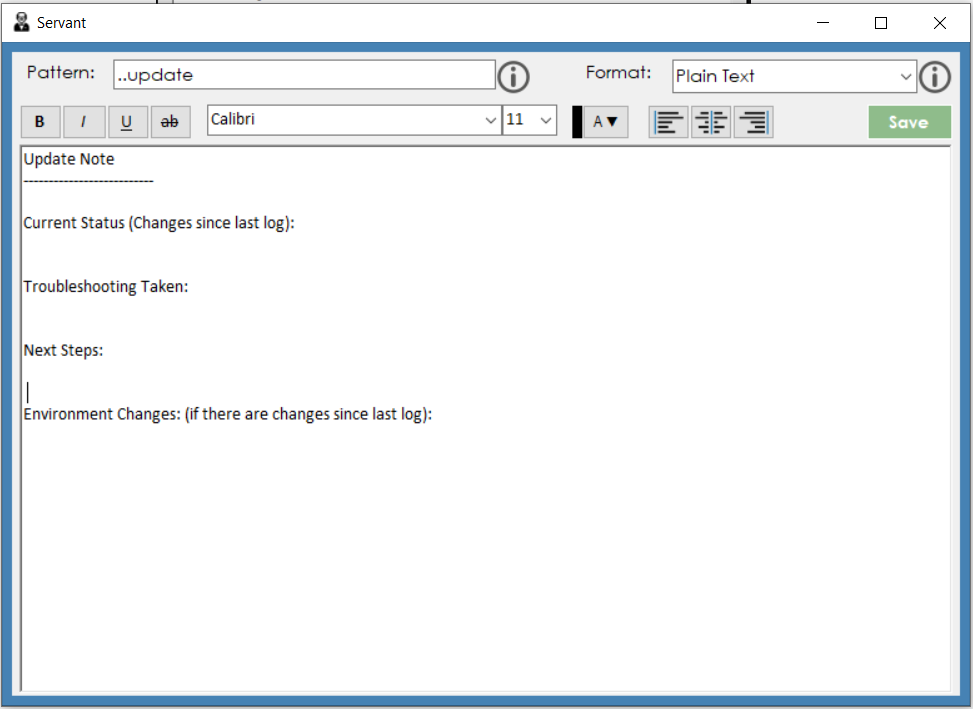 Servant
Pattern: ..update Format: Plain Text
B I U ab Calibri 11 A▼ Save
Update Note
--------------------------
Current Status (Changes since last log):
Troubleshooting Taken:
Next Steps:
Environment Changes: (if there are changes since last log):